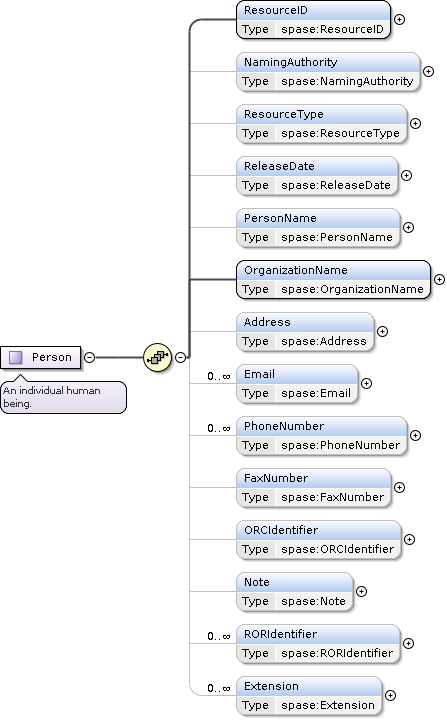 ResourceID
Type spase:ResourceID
NamingAuthority
Type spase:NamingAuthority
ResourceType
Type spase:ResourceType
ReleaseDate
Type spase:ReleaseDate
PersonName
Type spase:PersonName
OrganizationName
Type spase:OrganizationName
Person
An individual human
being.
Address
Type spase:Address
0..∞
Email
Type spase:Email
0..∞
PhoneNumber
Type spase:PhoneNumber
FaxNumber
Type spase:FaxNumber
ORCIdentifier
Type spase:ORCIdentifier
Note
Type spase:Note
0..∞
RORIdentifier
Type spase:RORIdentifier
0..∞
Extension
Type spase:Extension